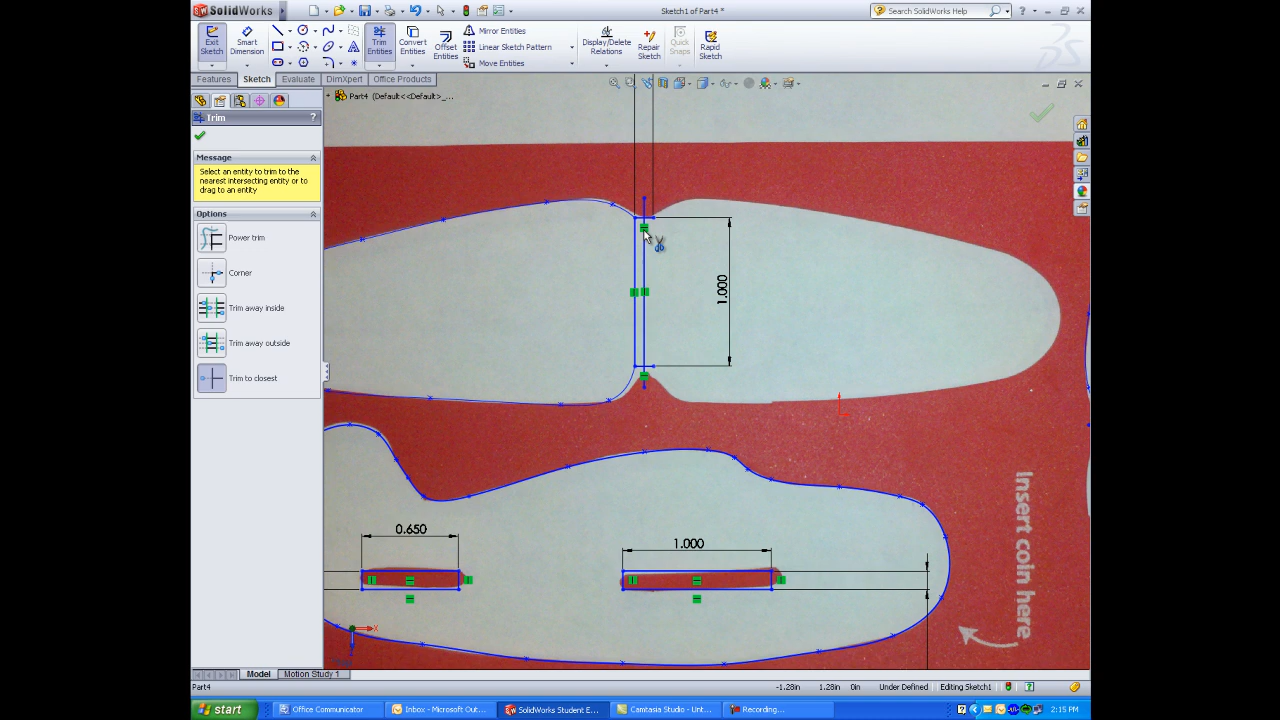 SolidWorks
Sketch1 of Part4 *
Search SolidWorks Help
Exit Sketch
Smart Dimension
Trim Entities
Convert Entities
Offset Entities
Mirror Entities
Linear Sketch Pattern
Move Entities
Display/Delete Relations
Repair Sketch
Quick Snaps
Rapid Sketch
Features
Sketch
Evaluate
DimXpert
Office Products
Part4 (Default<<Default>_...
Trim
?
Message
Select an entity to trim to the
nearest intersecting entity or to
drag to an entity
Options
Power trim
Corner
Trim away inside
Trim away outside
Trim to closest
1.000
0.650
1.000
Insert coin here
X
Model
Motion Study 1
Part4
-1.28in
1.28in
0in
Under Defined
Editing Sketch1
start
Office Communicator
Inbox - Microsoft Out...
SolidWorks Student E...
Camtasia Studio - Unt...
Recording...
2:15 PM